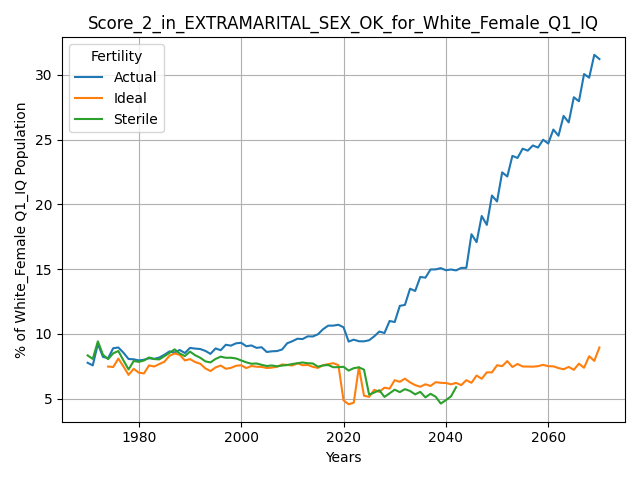 Score_2_in_EXTRAMARITAL_SEX_OK_for_White_Female_Q1_IQ
Fertility
Actual
Ideal
Sterile
% of White_Female Q1_IQ Population
30
25
20
15
10
5
1980
2000
2020
2040
2060
Years